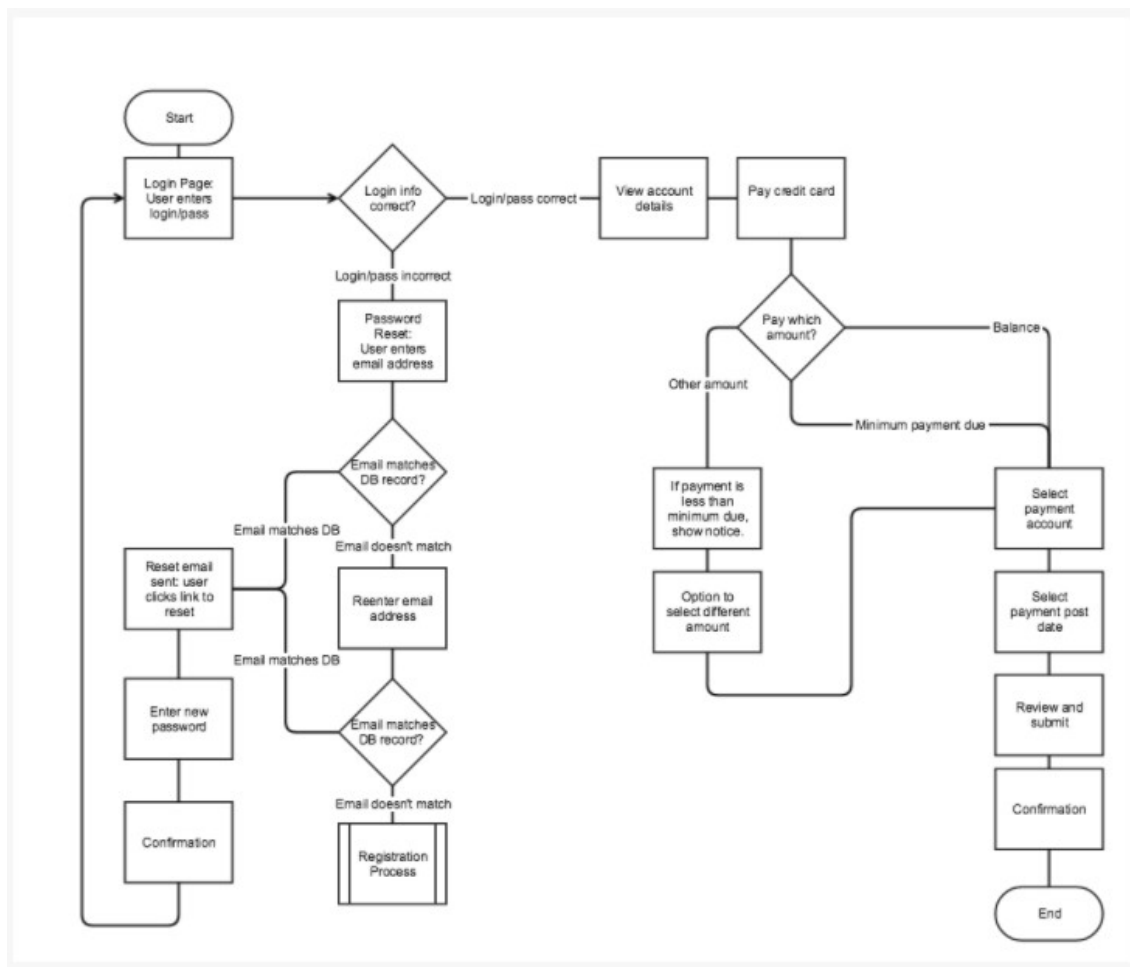 Start
Login Page:
User enters
login/pass
Login info
correct?
Login/pass correct
View account
details
Pay credit card
Login/pass incorrect
Password
Reset:
User enters
email address
Pay which
amount?
Balance
Other amount
Minimum payment due
Email matches
DB record?
If payment is
less than
minimum due,
show notice.
Select
payment
account
Email matches DB
Email doesn't match
Reset email
sent: user
clicks link to
reset
Reenter email
address
Option to
select different
amount
Select
payment post
date
Email matches DB
Enter new
password
Email matches
DB record?
Review and
submit
Email doesn't match
Confirmation
Registration
Process
Confirmation
End